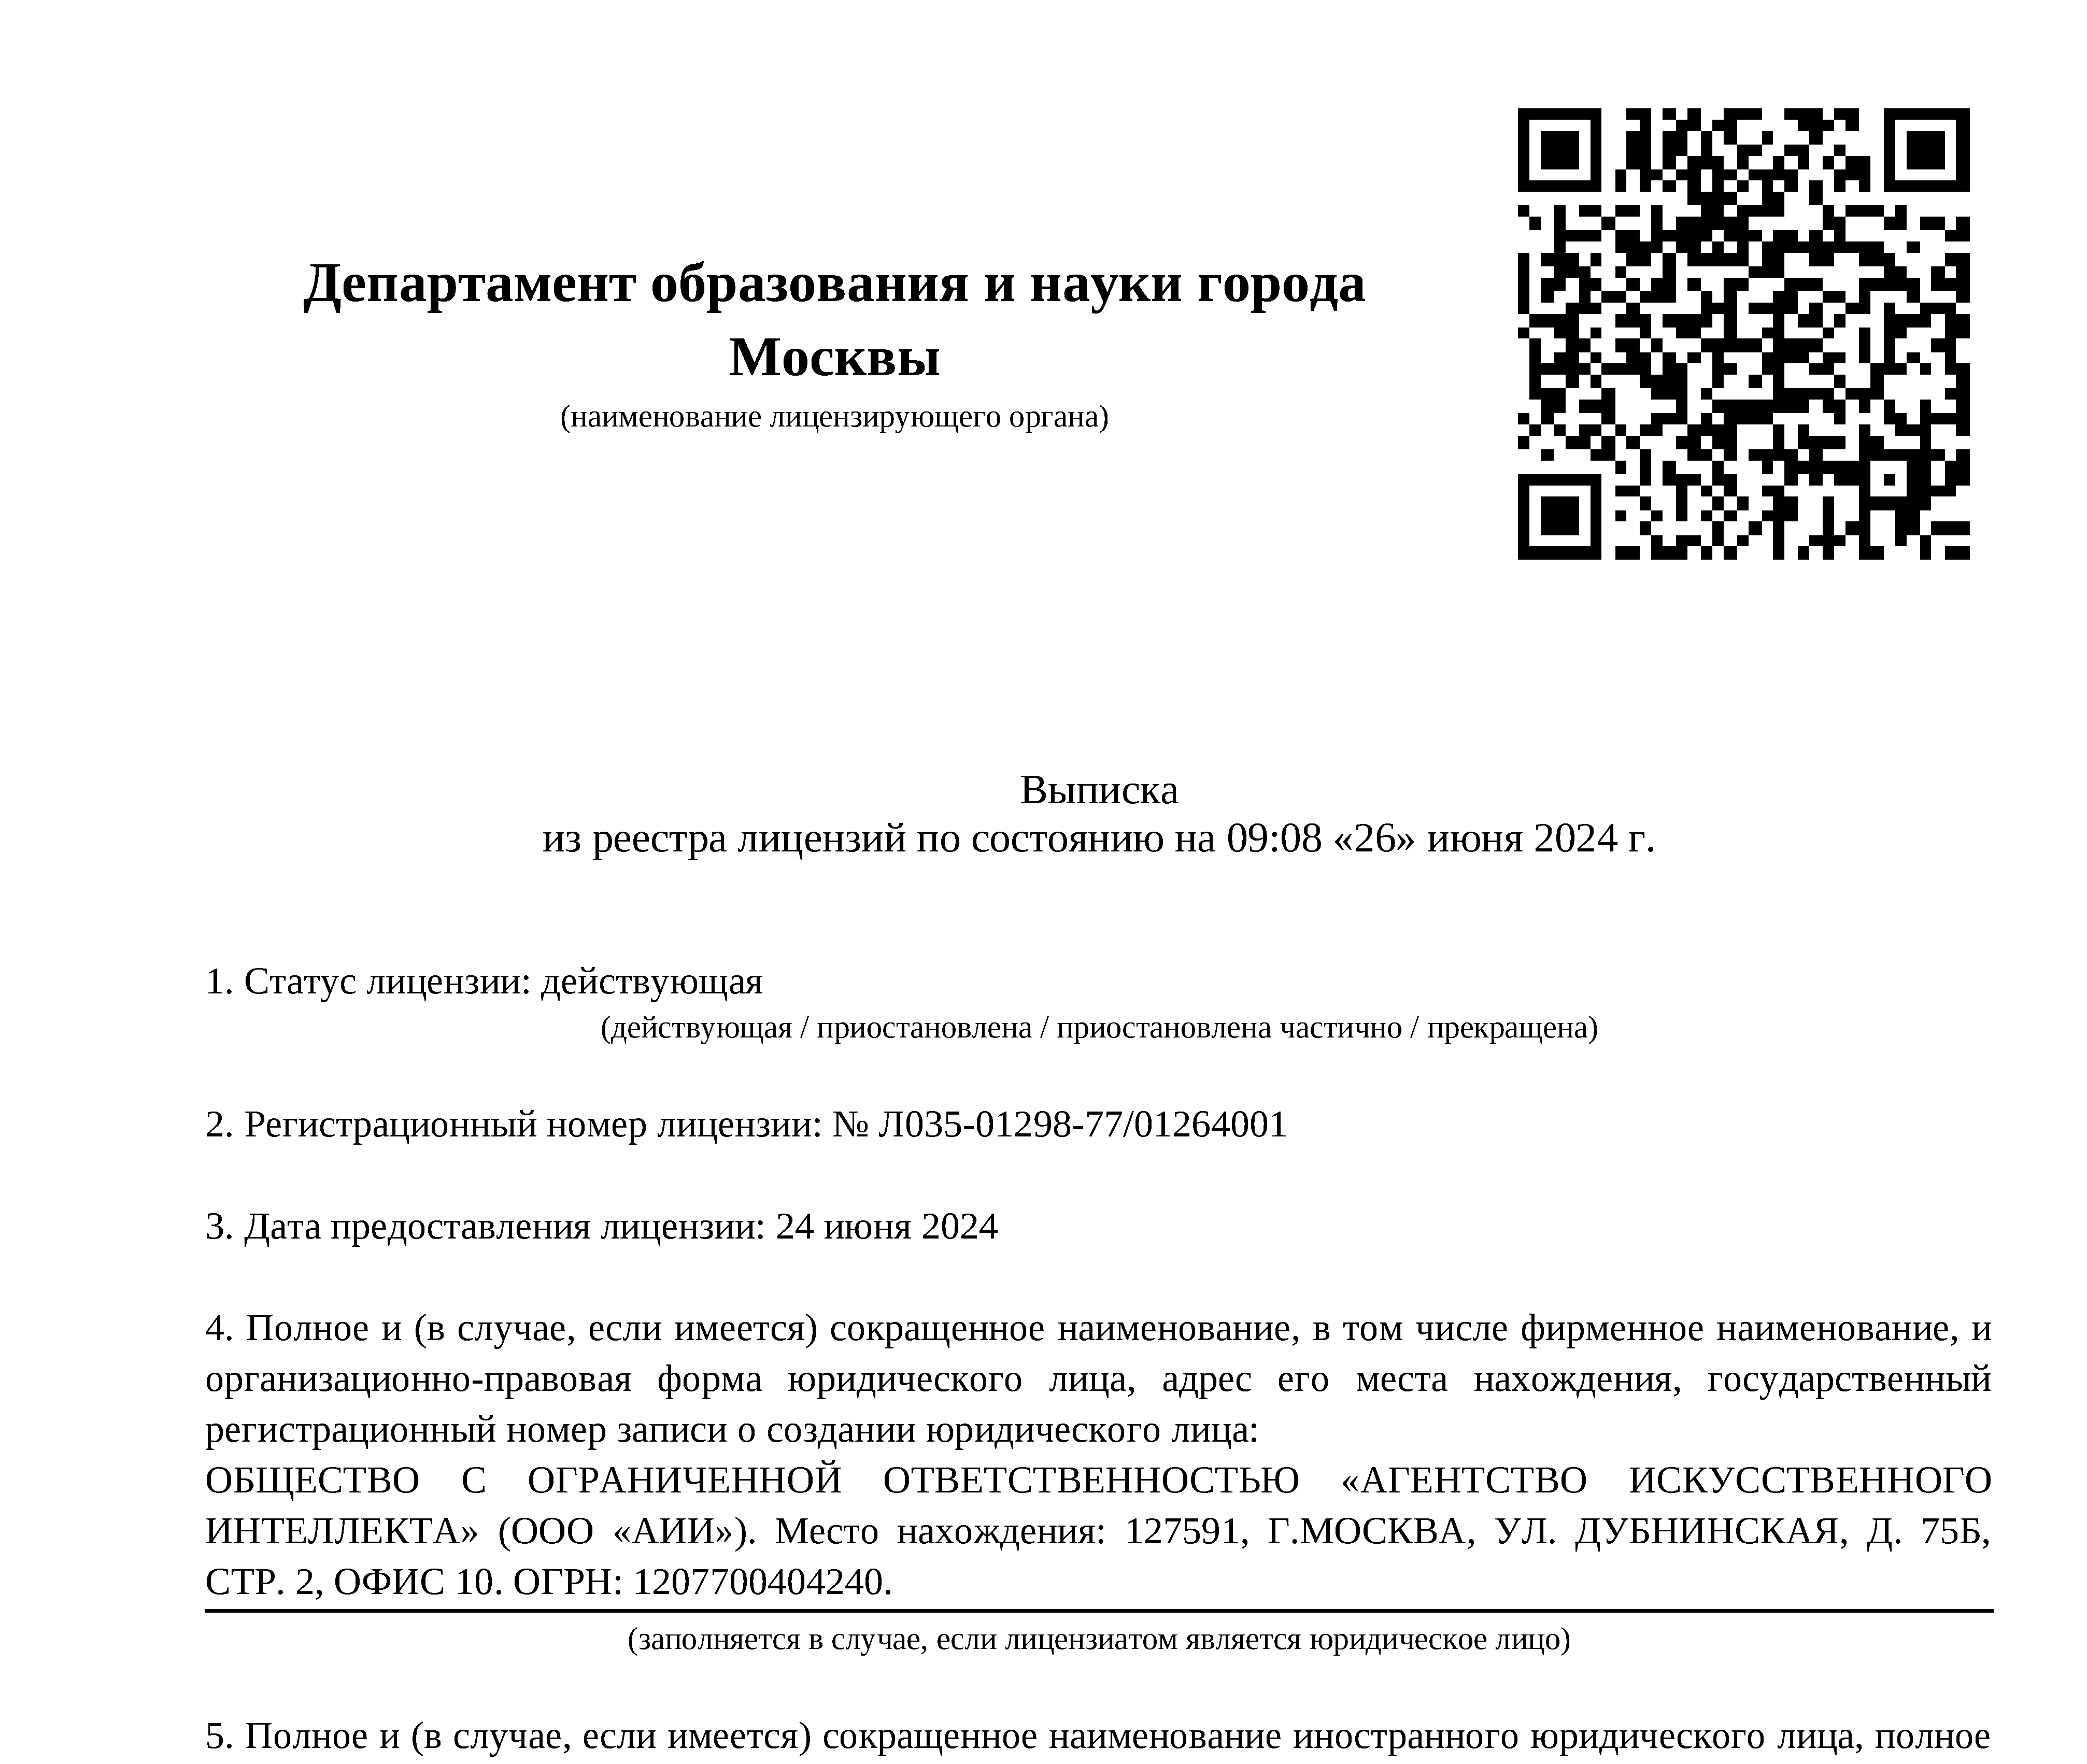 Департамент образования и науки города
Москвы
(наименование лицензирующего органа)
Выписка
из реестра лицензий по состоянию на 09:08 «26» июня 2024 г.
1. Статус лицензии: действующая
(действующая / приостановлена / приостановлена частично / прекращена)
2. Регистрационный номер лицензии: № Л035-01298-77/01264001
3. Дата предоставления лицензии: 24 июня 2024
4. Полное и (в случае, если имеется) сокращенное наименование, в том числе фирменное наименование, и
организационно-правовая форма юридического лица, адрес его места нахождения, государственный
регистрационный номер записи о создании юридического лица:
ОБЩЕСТВО С ОГРАНИЧЕННОЙ ОТВЕТСТВЕННОСТЬЮ «АГЕНТСТВО ИСКУССТВЕННОГО
ИНТЕЛЛЕКТА» (ООО «АИИ»). Место нахождения: 127591, Г.МОСКВА, УЛ. ДУБНИНСКАЯ, Д. 75Б,
СТР. 2, ОФИС 10. ОГРН: 1207700404240.
(заполняется в случае, если лицензиатом является юридическое лицо)
5. Полное и (в случае, если имеется) сокращенное наименование иностранного юридического лица, полное